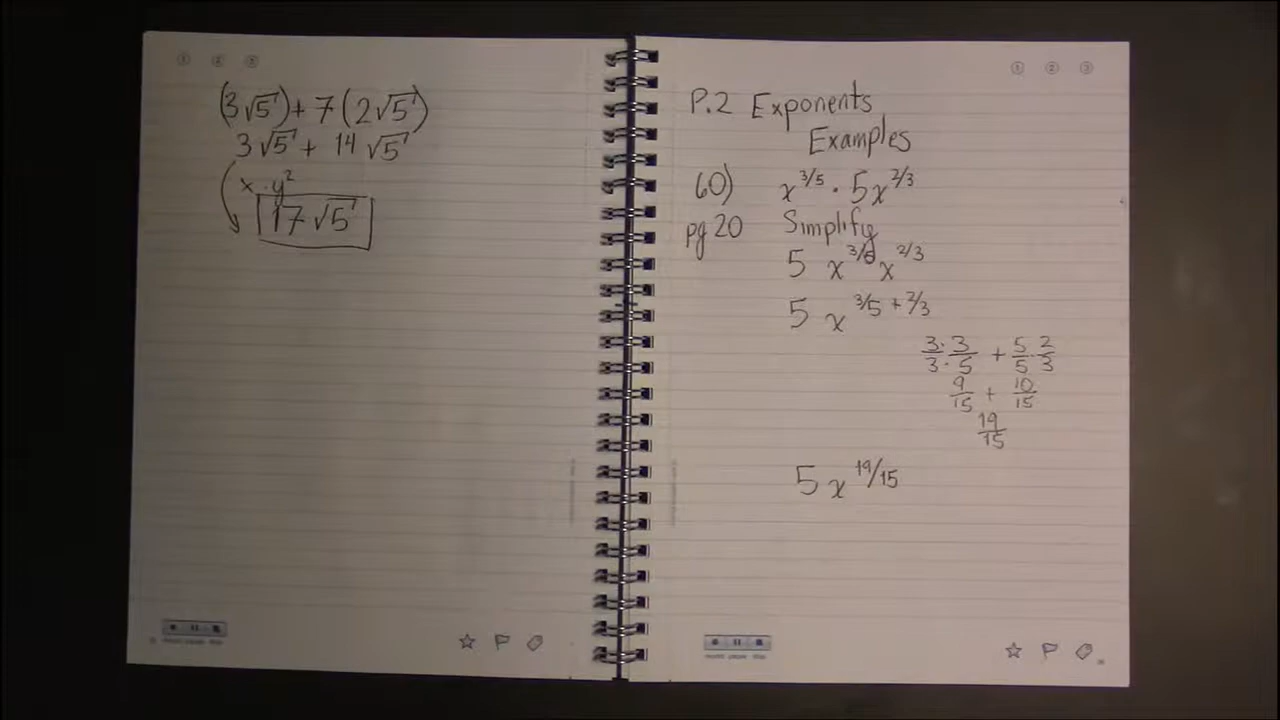 (3√5) + 7(2√5)
3√5 + 14√5
x · y²
17√5
P.2 Exponents
Examples
60) x^3/5 · 5x^2/3
pg 20 Simplify
5 x^3/5 x^2/3
5 x^3/5 + 2/3
3/3 · 3/5 + 5/5 · 2/3
9/15 + 10/15
19/15
5x^19/15